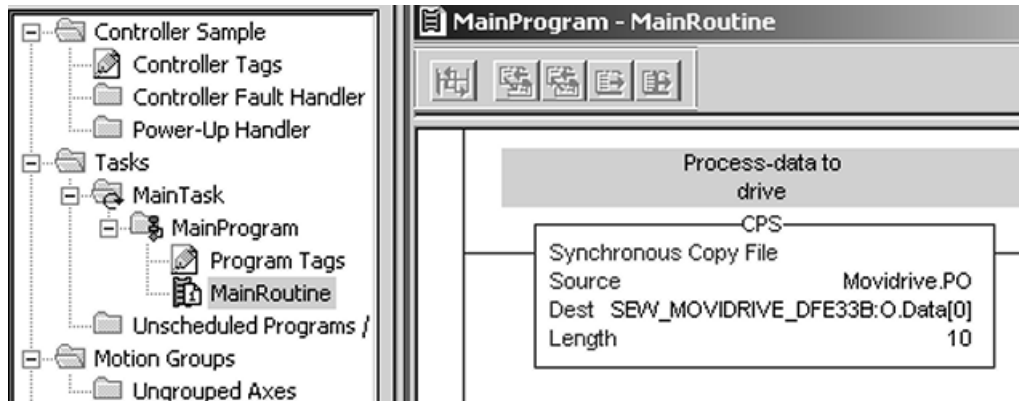 Controller Sample
Controller Tags
Controller Fault Handler
Power-Up Handler
Tasks
MainTask
MainProgram
Program Tags
MainRoutine
Unscheduled Programs /
Motion Groups
Ungrouped Axes
MainProgram - MainRoutine
Process-data to
drive
CPS
Synchronous Copy File
Source Movidrive.PO
Dest SEW_MOVIDRIVE_DFE33B:O.Data[0]
Length 10